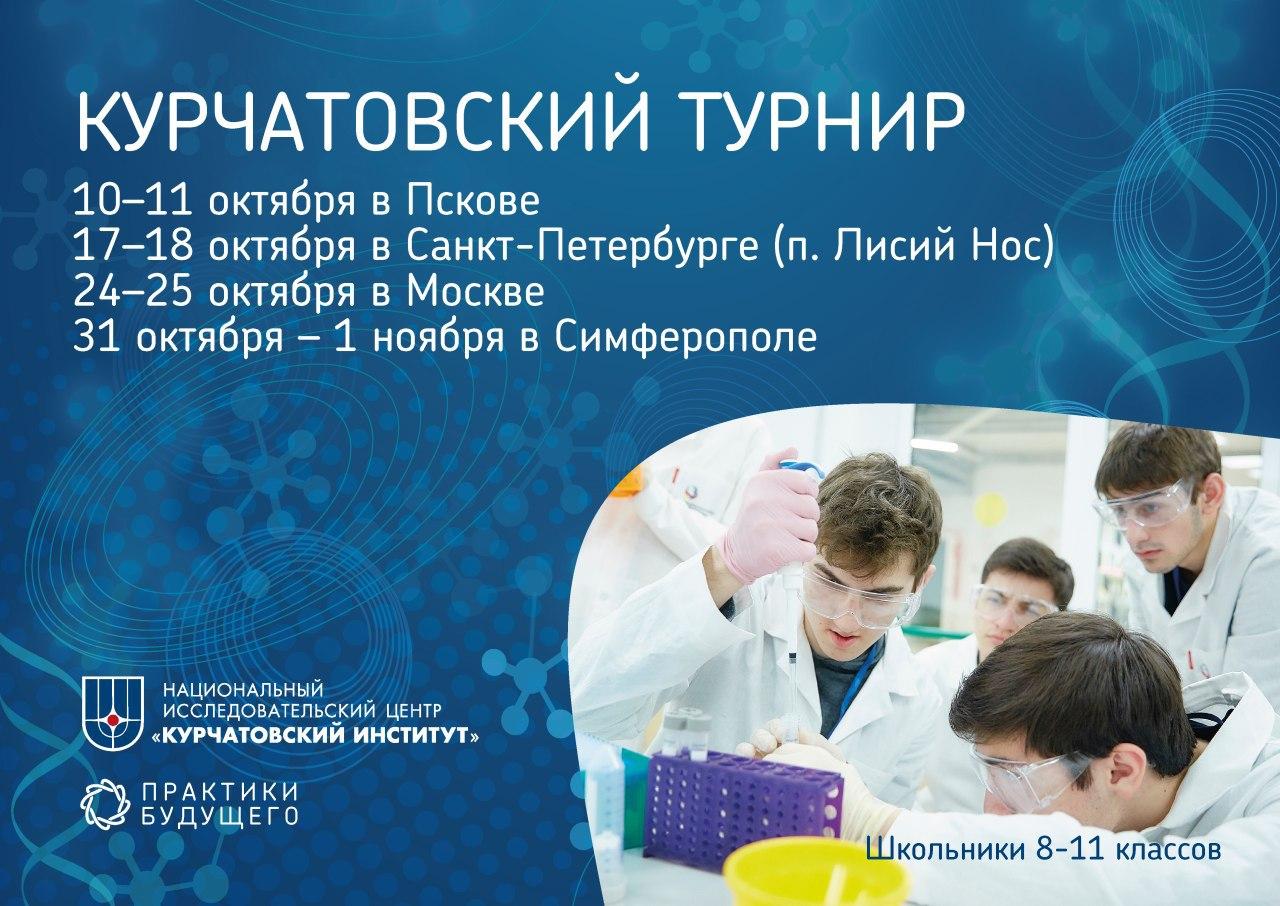 КУРЧАТОВСКИЙ ТУРНИР
10–11 октября в Пскове
17–18 октября в Санкт-Петербурге (п. Лисий Нос)
24–25 октября в Москве
31 октября – 1 ноября в Симферополе
НАЦИОНАЛЬНЫЙ
ИССЛЕДОВАТЕЛЬСКИЙ ЦЕНТР
«КУРЧАТОВСКИЙ ИНСТИТУТ»
ПРАКТИКИ
БУДУЩЕГО
Школьники 8-11 классов